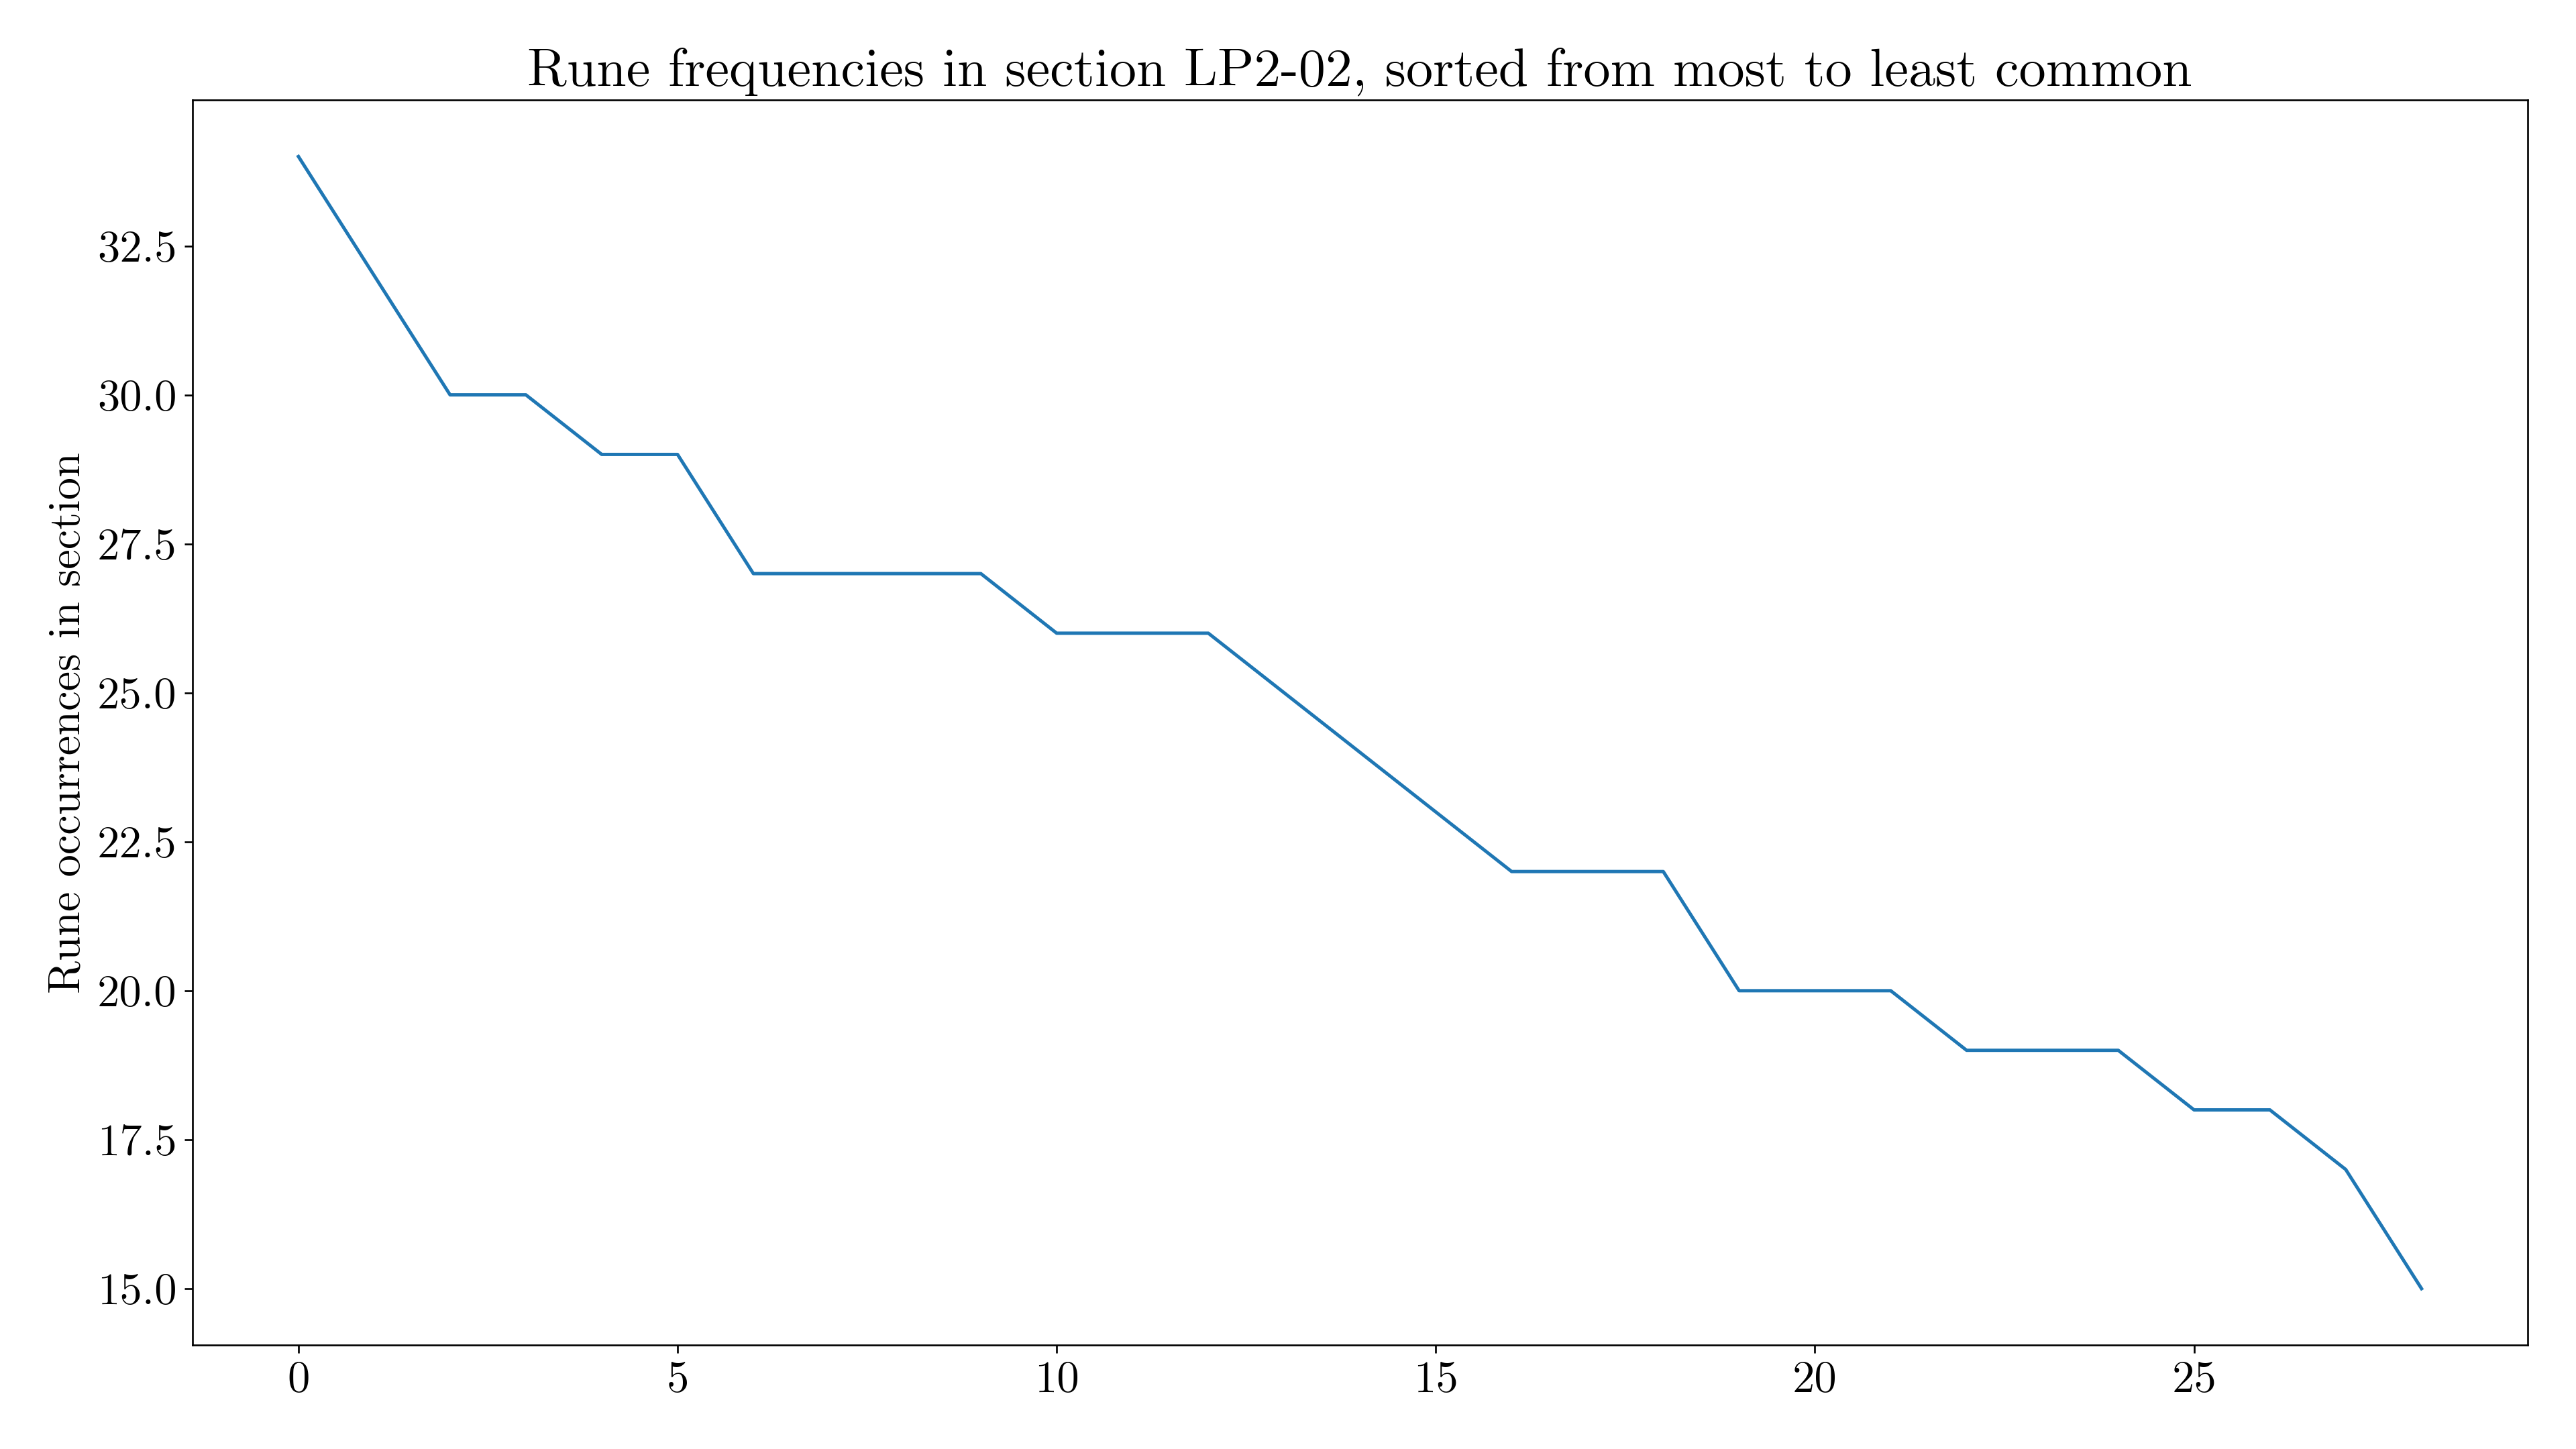 Rune frequencies in section LP2-02, sorted from most to least common
Rune occurrences in section
32.5
30.0
27.5
25.0
22.5
20.0
17.5
15.0
0 5 10 15 20 25